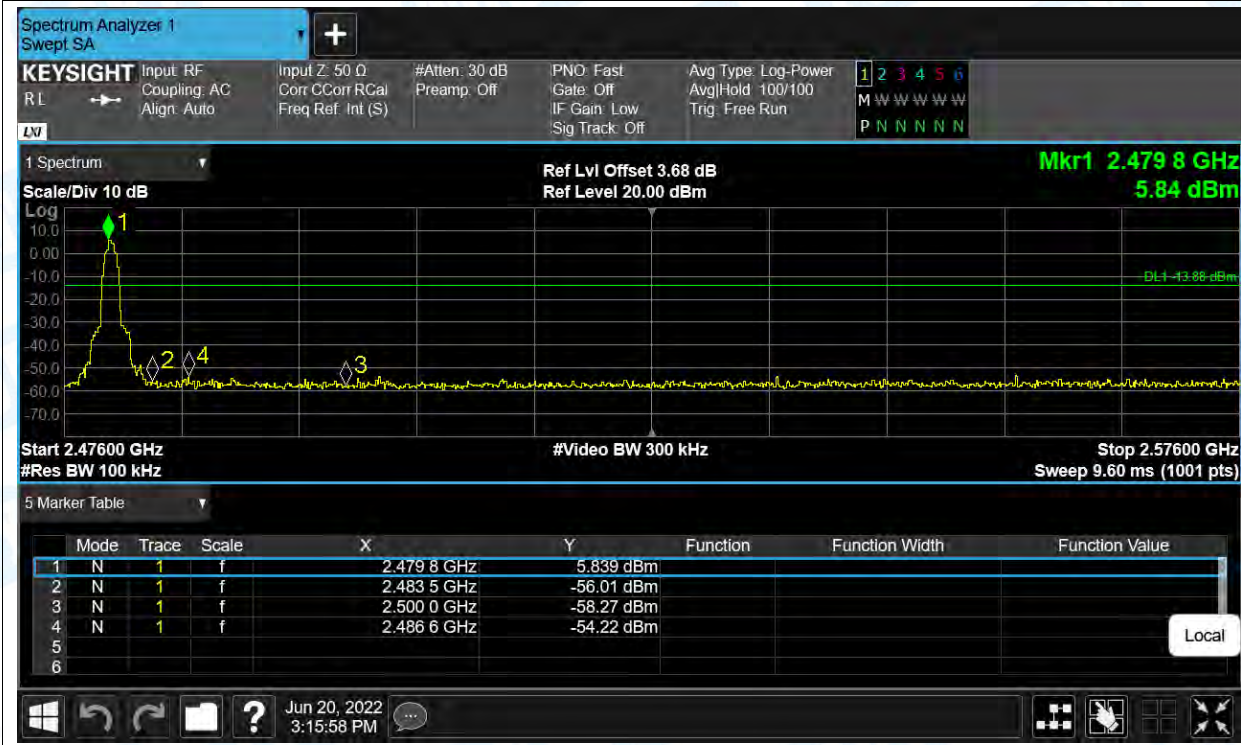 Spectrum Analyzer 1
Swept SA
+
KEYSIGHT Input: RF Input Z: 50 Ω #Atten: 30 dB PNO: Fast Avg Type: Log-Power 1 2 3 4 5 6
RL Coupling: AC Corr CCorr RCal Preamp: Off Gate: Off Avg|Hold: 100/100 M W W W W W W
Align: Auto Freq Ref: Int (S) IF Gain: Low Trig: Free Run
LXI Sig Track: Off P N N N N N N
1 Spectrum Ref Lvl Offset 3.68 dB Mkr1 2.479 8 GHz
Scale/Div 10 dB Ref Level 20.00 dBm 5.84 dBm
Log
1
10.0
0.00
-10.0 DL1 -13.88 dBm
-20.0
-30.0
-40.0
2 4 3
-50.0
-60.0
-70.0
Start 2.47600 GHz #Video BW 300 kHz Stop 2.57600 GHz
#Res BW 100 kHz Sweep 9.60 ms (1001 pts)
5 Marker Table
Mode Trace Scale X Y Function Function Width Function Value
1 N 1 f 2.479 8 GHz 5.839 dBm
2 N 1 f 2.483 5 GHz -56.01 dBm
3 N 1 f 2.500 0 GHz -58.27 dBm
4 N 1 f 2.486 6 GHz -54.22 dBm
5
6
Local
? Jun 20, 2022
3:15:58 PM